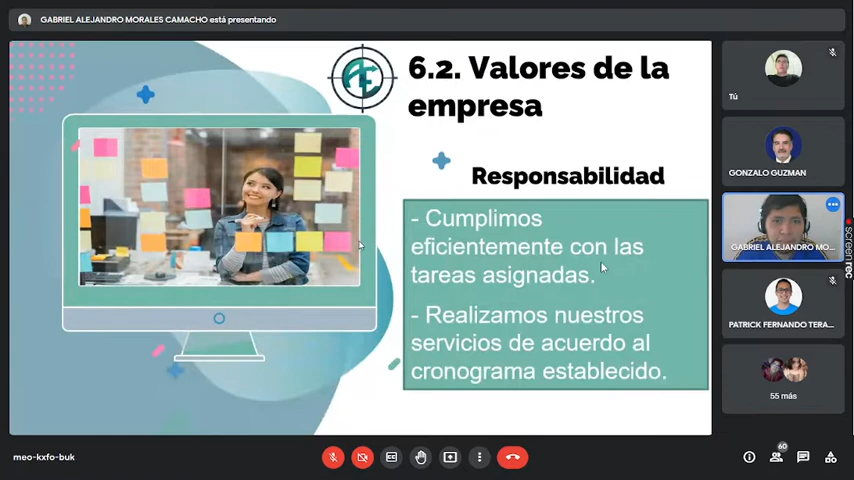 GABRIEL ALEJANDRO MORALES CAMACHO está presentando
6.2. Valores de la
empresa
Responsabilidad
- Cumplimos
eficientemente con las
tareas asignadas.
- Realizamos nuestros
servicios de acuerdo al
cronograma establecido.
Tú
GONZALO GUZMAN
GABRIEL ALEJANDRO MO...
PATRICK FERNANDO TERA...
55 más
screenrec
meo-kxfo-buk
60